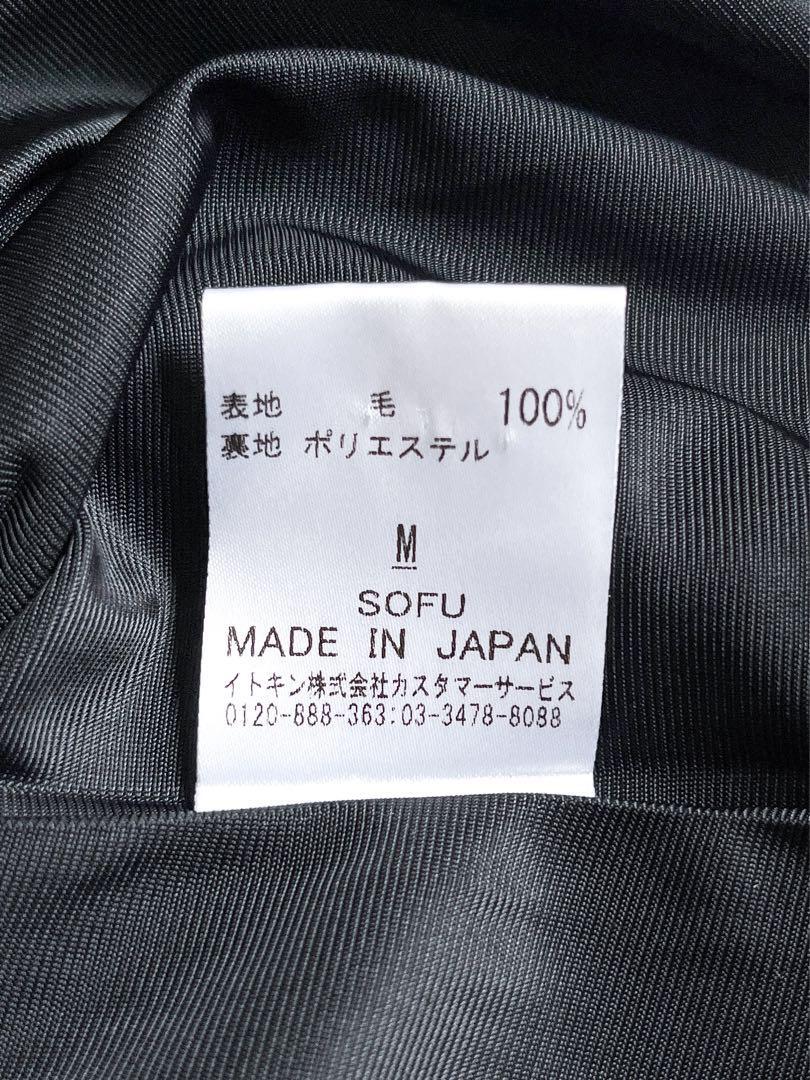 表地 毛 100%
裏地 ポリエステル
M
SOFU
MADE IN JAPAN
イトキン株式会社カスタマーサービス
0120-888-363:03-3478-8088